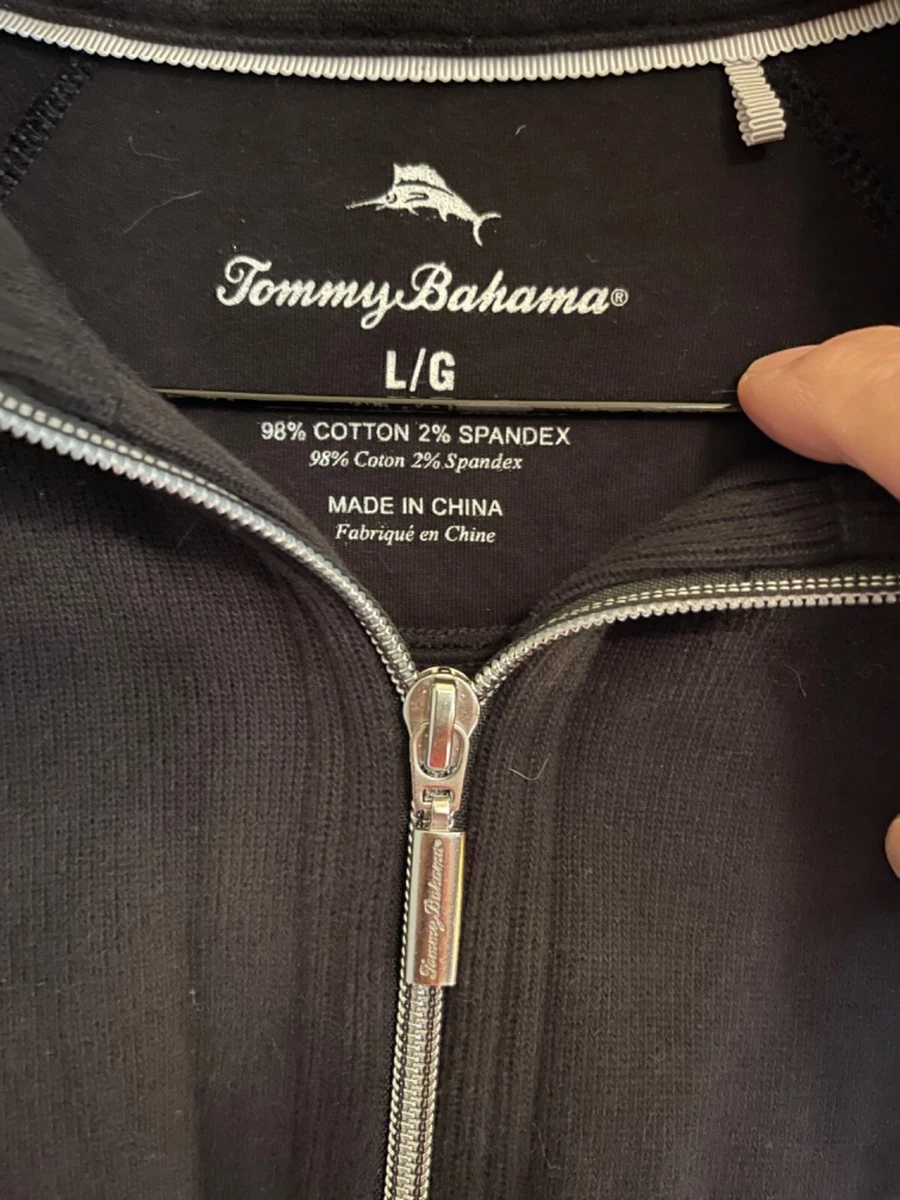 Tommy Bahama®
L/G
98% COTTON 2% SPANDEX
98% Coton 2% Spandex
MADE IN CHINA
Fabriqué en Chine
Tommy Bahama®